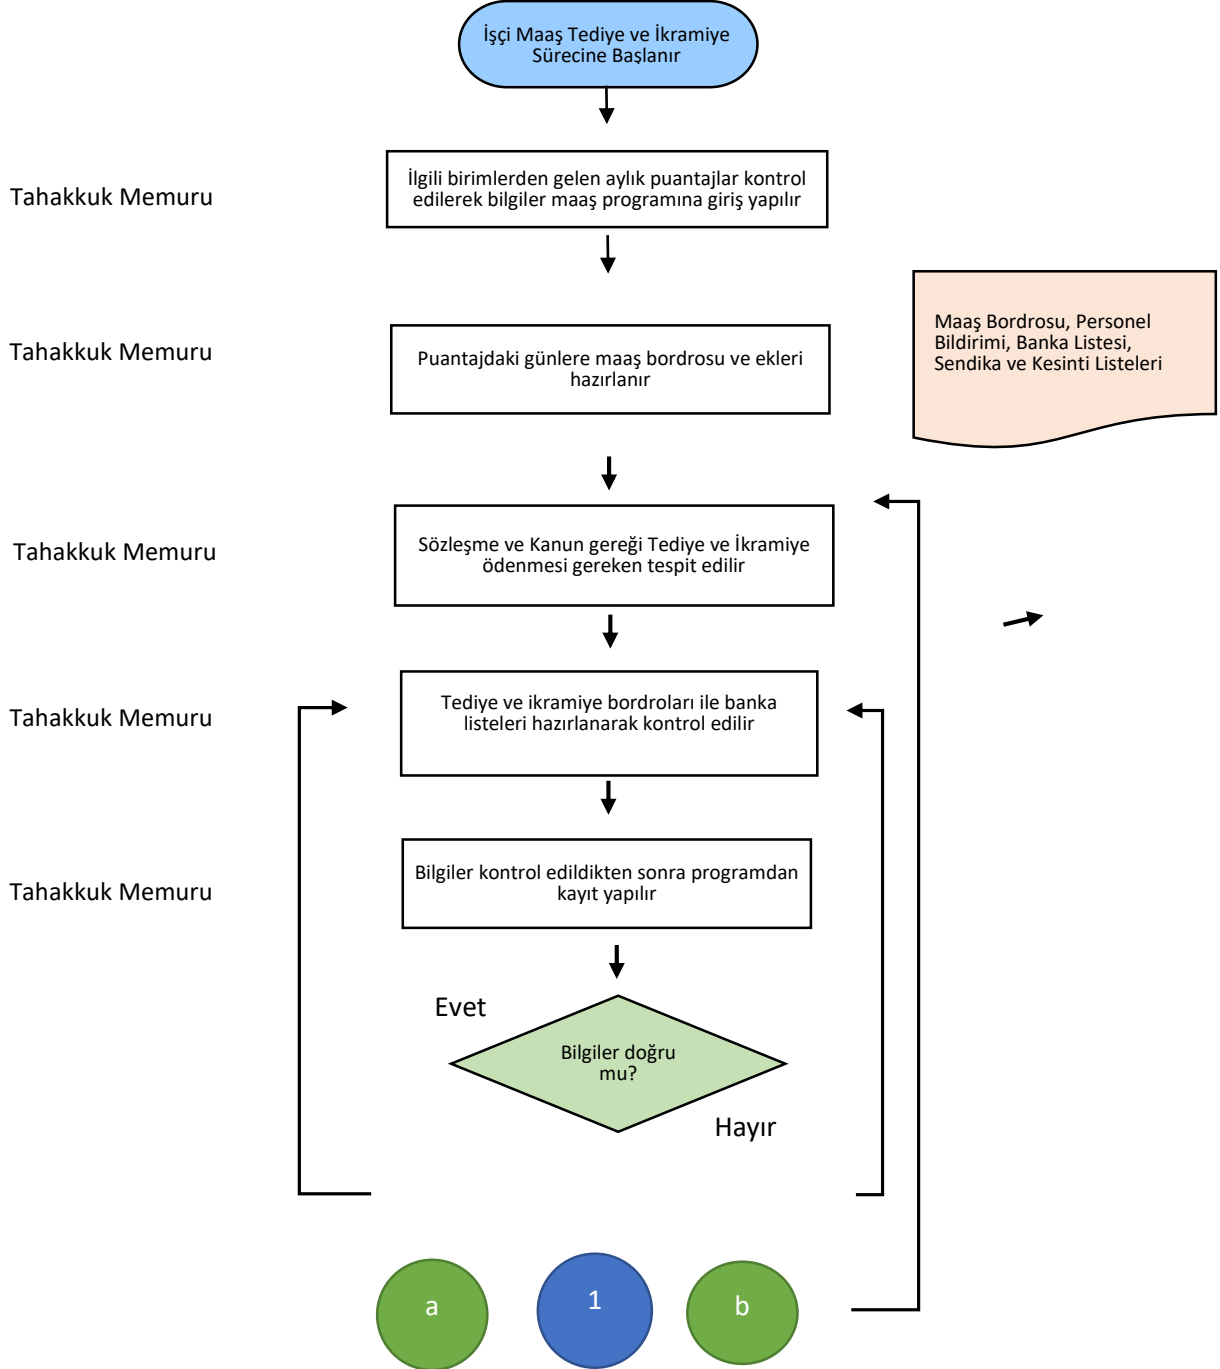 İşçi Maaş Tediye ve İkramiye
Sürecine Başlanır
Tahakkuk Memuru
İlgili birimlerden gelen aylık puantajlar kontrol
edilerek bilgiler maaş programına giriş yapılır
Tahakkuk Memuru
Puantajdaki günlere maaş bordrosu ve ekleri
hazırlanır
Maaş Bordrosu, Personel
Bildirimi, Banka Listesi,
Sendika ve Kesinti Listeleri
Tahakkuk Memuru
Sözleşme ve Kanun gereği Tediye ve İkramiye
ödenmesi gereken tespit edilir
Tahakkuk Memuru
Tediye ve ikramiye bordroları ile banka
listeleri hazırlanarak kontrol edilir
Tahakkuk Memuru
Bilgiler kontrol edildikten sonra programdan
kayıt yapılır
Evet
Bilgiler doğru
mu?
Hayır
a
1
b